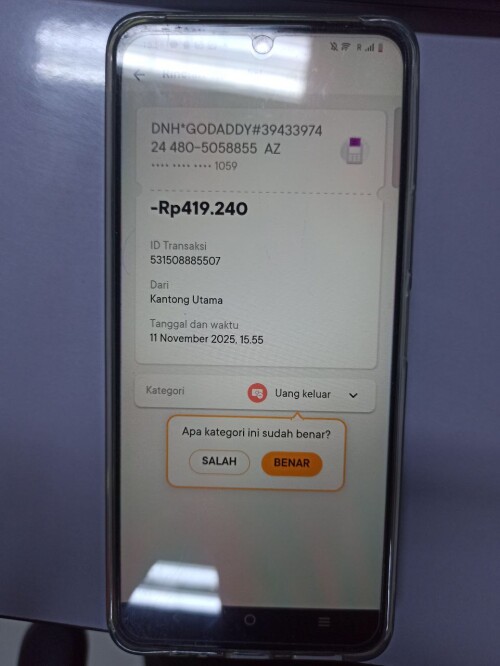 DNH*GODADDY#39433974
24 480-5058855 AZ
•••• •••• •••• 1059
-Rp419.240
ID Transaksi
531508885507
Dari
Kantong Utama
Tanggal dan waktu
11 November 2025, 15.55
Kategori
Uang keluar
Apa kategori ini sudah benar?
SALAH
BENAR